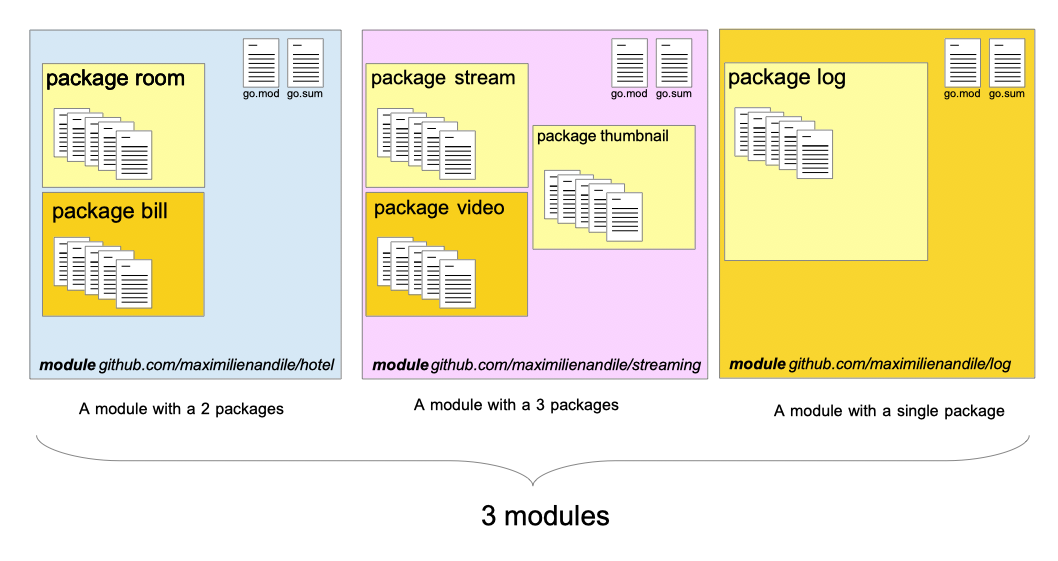 package room
go.mod go.sum
package bill
module github.com/maximilienandile/hotel
A module with a 2 packages
package stream
go.mod go.sum
package thumbnail
package video
module github.com/maximilienandile/streaming
A module with a 3 packages
package log
go.mod go.sum
module github.com/maximilienandile/log
A module with a single package
3 modules